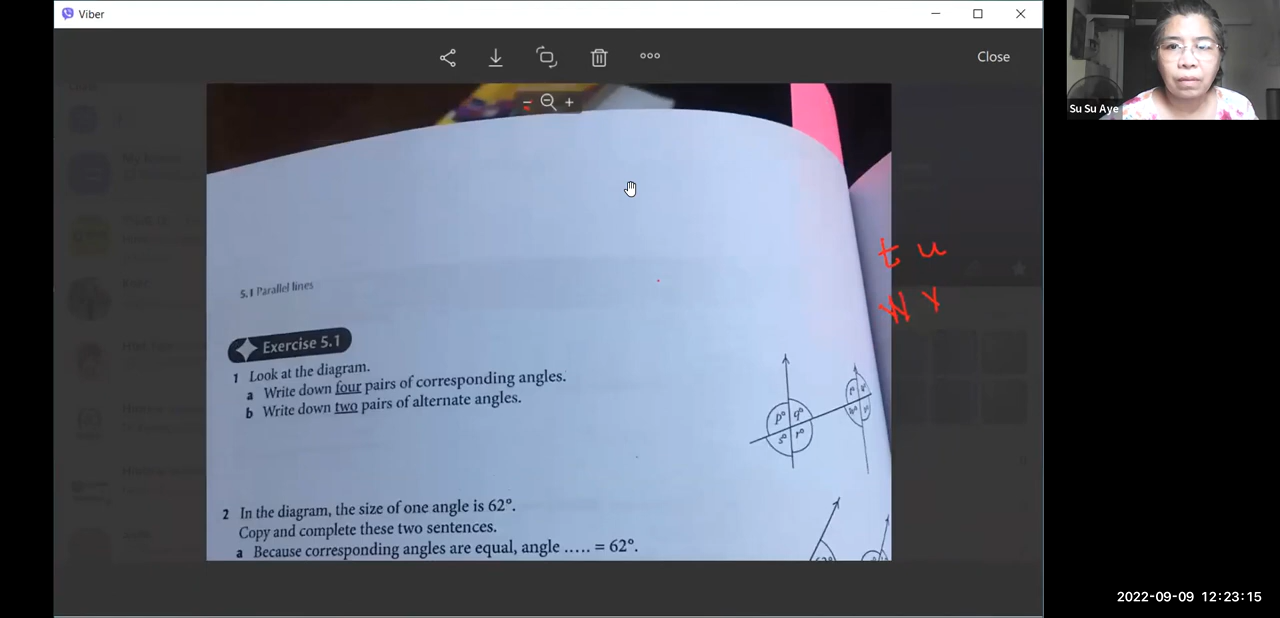 Viber
Close
Su Su Aye
t u
w x
5.1 Parallel lines
Exercise 5.1
1 Look at the diagram.
a Write down four pairs of corresponding angles.
b Write down two pairs of alternate angles.
p° q°
s° r°
2 In the diagram, the size of one angle is 62°.
Copy and complete these two sentences.
a Because corresponding angles are equal, angle ..... = 62°.
2022-09-09 12:23:15